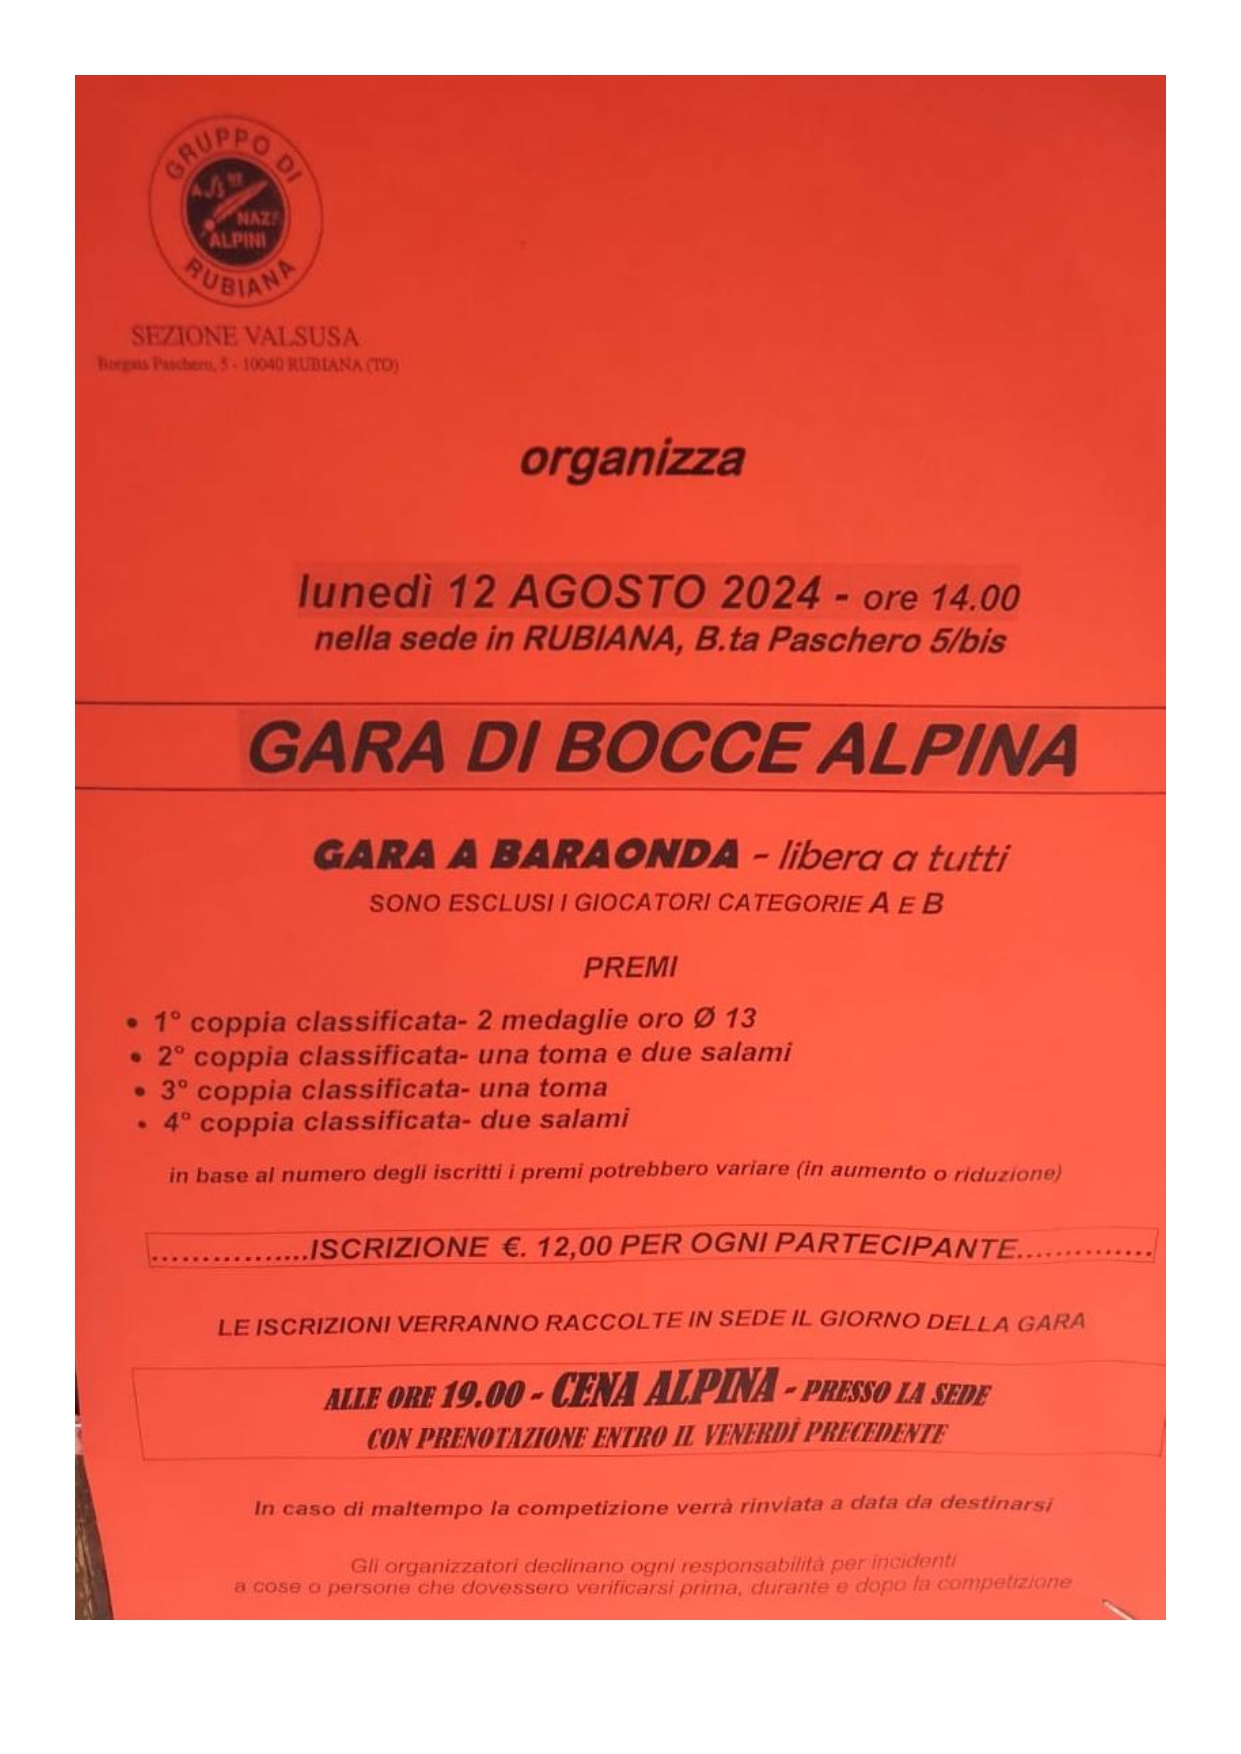 GRUPPO DI
ASS.NE
NAZ.
ALPINI
RUBIANA
SEZIONE VALSUSA
Borgata Paschero, 5 - 10040 RUBIANA (TO)
organizza
lunedì 12 AGOSTO 2024 - ore 14.00
nella sede in RUBIANA, B.ta Paschero 5/bis
GARA DI BOCCE ALPINA
GARA A BARAONDA - libera a tutti
SONO ESCLUSI I GIOCATORI CATEGORIE A E B
PREMI
• 1° coppia classificata- 2 medaglie oro Ø 13
• 2° coppia classificata- una toma e due salami
• 3° coppia classificata- una toma
• 4° coppia classificata- due salami
in base al numero degli iscritti i premi potrebbero variare (in aumento o riduzione)
................ISCRIZIONE €. 12,00 PER OGNI PARTECIPANTE..............
LE ISCRIZIONI VERRANNO RACCOLTE IN SEDE IL GIORNO DELLA GARA
ALLE ORE 19.00 - CENA ALPINA - PRESSO LA SEDE
CON PRENOTAZIONE ENTRO IL VENERDÌ PRECEDENTE
In caso di maltempo la competizione verrà rinviata a data da destinarsi
Gli organizzatori declinano ogni responsabilità per incidenti
a cose o persone che dovessero verificarsi prima, durante e dopo la competizione